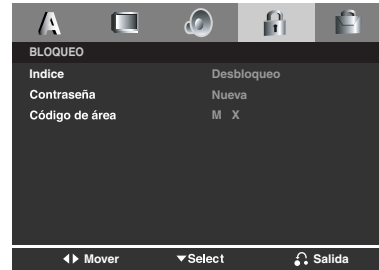 A
BLOQUEO
Indice Desbloqueo
Contraseña Nueva
Código de área M X
Mover Select Salida